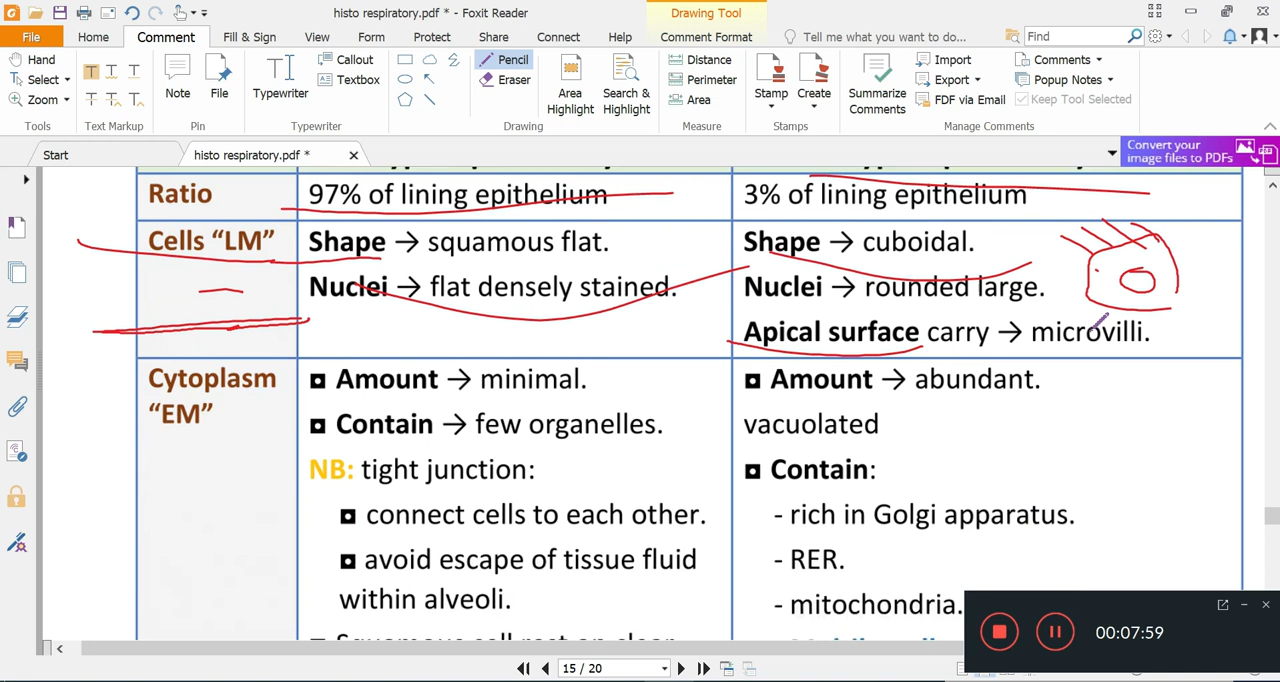 histo respiratory.pdf * - Foxit Reader
Drawing Tool
File Home Comment Fill & Sign View Form Protect Share Connect Help Comment Format Tell me what you want to do... Find
Hand
Select
Zoom
Tools
Text Markup
Note
File
Pin
Typewriter
Callout
Textbox
Typewriter
Pencil
Eraser
Drawing
Area Highlight
Search & Highlight
Distance
Perimeter
Area
Measure
Stamp
Create
Stamps
Summarize Comments
Import
Export
FDF via Email
Comments
Popup Notes
Keep Tool Selected
Manage Comments
Start
histo respiratory.pdf *
Convert your
image files to PDFs
Ratio
97% of lining epithelium
3% of lining epithelium
Cells “LM”
Shape → squamous flat.
Nuclei → flat densely stained.
Shape → cuboidal.
Nuclei → rounded large.
Apical surface carry → microvilli.
Cytoplasm
“EM”
◘ Amount → minimal.
◘ Contain → few organelles.
NB: tight junction:
◘ connect cells to each other.
◘ avoid escape of tissue fluid
within alveoli.
◘ Amount → abundant.
vacuolated
◘ Contain:
- rich in Golgi apparatus.
- RER.
- mitochondria.
15 / 20
00:07:59